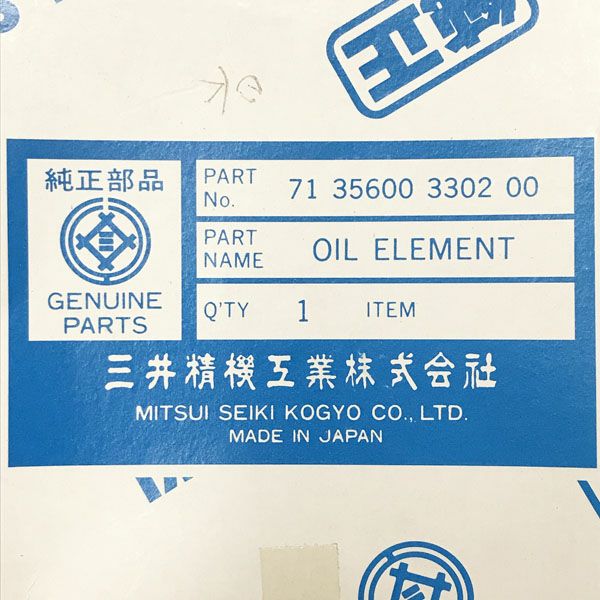 純正部品
GENUINE
PARTS
PART No. 71 35600 3302 00
PART NAME OIL ELEMENT
Q'TY 1 ITEM
三井精機工業株式会社
MITSUI SEIKI KOGYO CO., LTD.
MADE IN JAPAN